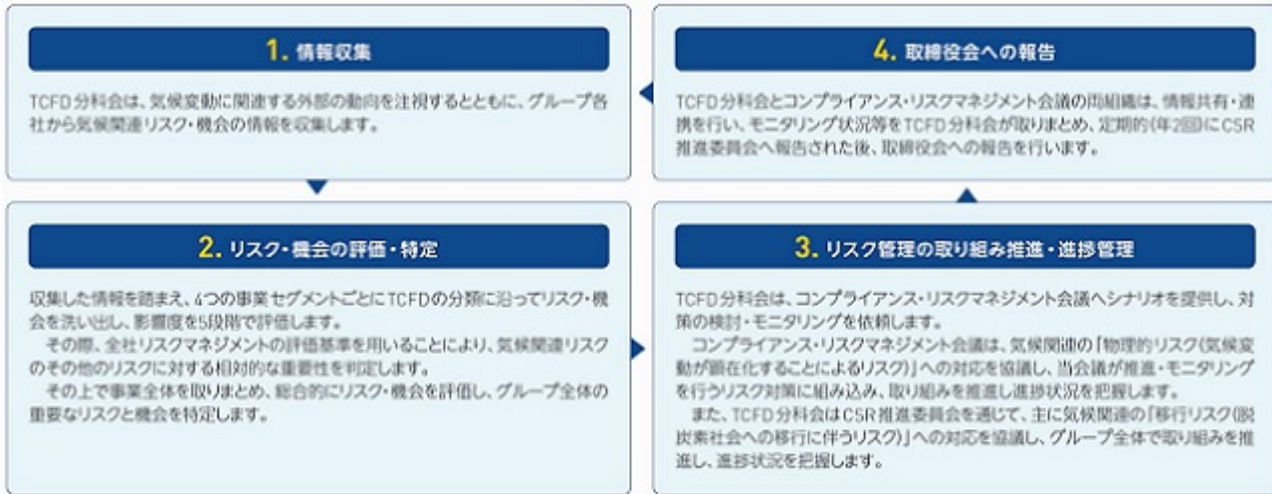 1. 情報収集
TCFD分科会は、気候変動に関連する外部の動向を注視するとともに、グループ各
社から気候関連リスク・機会の情報を収集します。
2. リスク・機会の評価・特定
収集した情報を踏まえ、4つの事業セグメントごとにTCFDの分類に沿ってリスク・機
会を洗い出し、影響度を5段階で評価します。
その際、全社リスクマネジメントの評価基準を用いることにより、気候関連リスク
のその他のリスクに対する相対的な重要性を判定します。
その上で事業全体を取りまとめ、総合的にリスク・機会を評価し、グループ全体の
重要なリスクと機会を特定します。
3. リスク管理の取り組み推進・進捗管理
TCFD分科会は、コンプライアンス・リスクマネジメント会議へシナリオを提供し、対
策の検討・モニタリングを依頼します。
コンプライアンス・リスクマネジメント会議は、気候関連の「物理的リスク(気候変
動が顕在化することによるリスク)」への対応を協議し、当会議が推進・モニタリング
を行うリスク対策に組み込み、取り組みを推進し進捗状況を把握します。
また、TCFD分科会はCSR推進委員会を通じて、主に気候関連の「移行リスク(脱
炭素社会への移行に伴うリスク)」への対応を協議し、グループ全体で取り組みを推
進し、進捗状況を把握します。
4. 取締役会への報告
TCFD分科会とコンプライアンス・リスクマネジメント会議の両組織は、情報共有・連
携を行い、モニタリング状況等をTCFD分科会が取りまとめ、定期的(年2回)にCSR
推進委員会へ報告された後、取締役会への報告を行います。